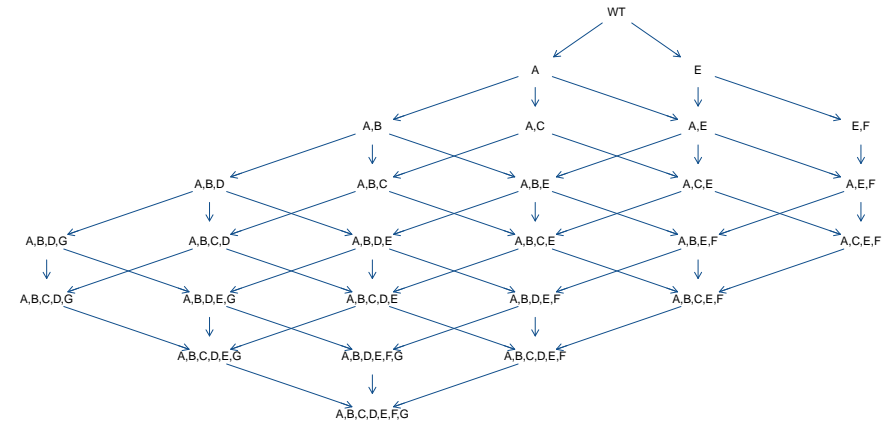 WT
A
E
A,B
A,C
A,E
E,F
A,B,D
A,B,C
A,B,E
A,C,E
A,E,F
A,B,D,G
A,B,C,D
A,B,D,E
A,B,C,E
A,B,E,F
A,C,E,F
A,B,C,D,G
A,B,D,E,G
A,B,C,D,E
A,B,D,E,F
A,B,C,E,F
A,B,C,D,E,G
A,B,D,E,F,G
A,B,C,D,E,F
A,B,C,D,E,F,G